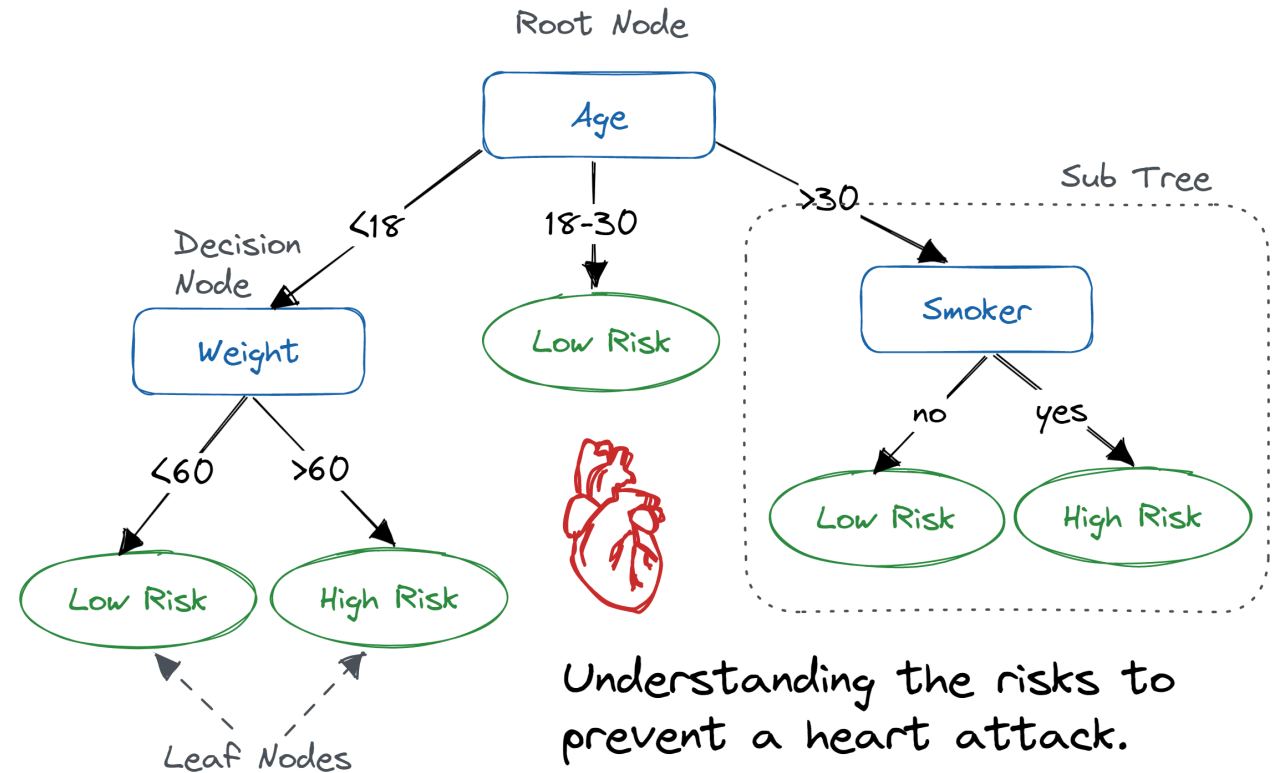 Root Node
Age
Sub Tree
>30
<18
18-30
Decision
Node
Smoker
Low Risk
Weight
no
yes
<60
>60
Low Risk
High Risk
Low Risk
High Risk
Understanding the risks to
prevent a heart attack.
Leaf Nodes